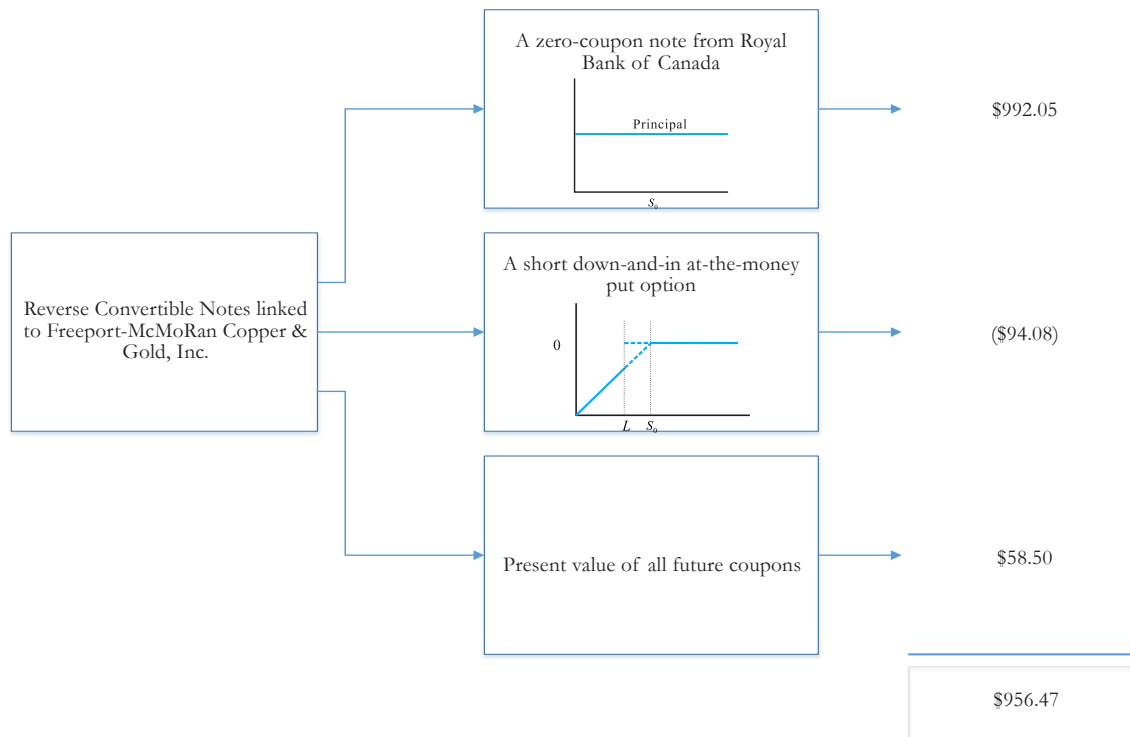 A zero-coupon note from Royal
Bank of Canada
Principal
S₀
$992.05
Reverse Convertible Notes linked
to Freeport-McMoRan Copper &
Gold, Inc.
A short down-and-in at-the-money
put option
0
L S₀
($94.08)
Present value of all future coupons
$58.50
$956.47